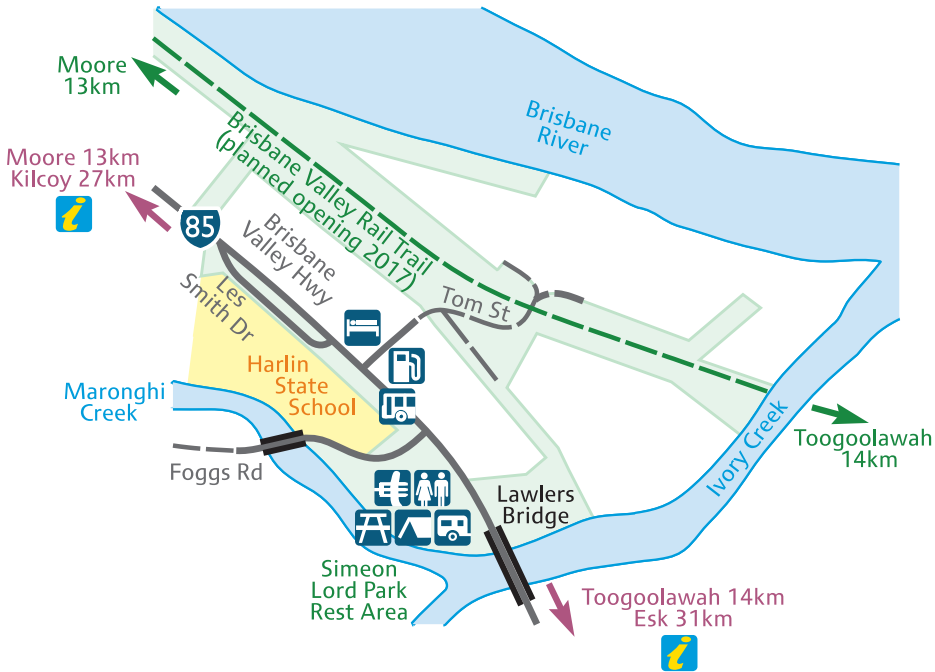 Moore
13km
Brisbane
River
Moore 13km
Kilcoy 27km
i
85
Brisbane Valley Rail Trail
(planned opening 2017)
Brisbane
Valley Hwy
Les
Smith Dr
Tom St
Harlin
State
School
Maronghi
Creek
Foggs Rd
Toogoolawah
14km
Ivory Creek
Lawlers
Bridge
Simeon
Lord Park
Rest Area
Toogoolawah 14km
Esk 31km
i